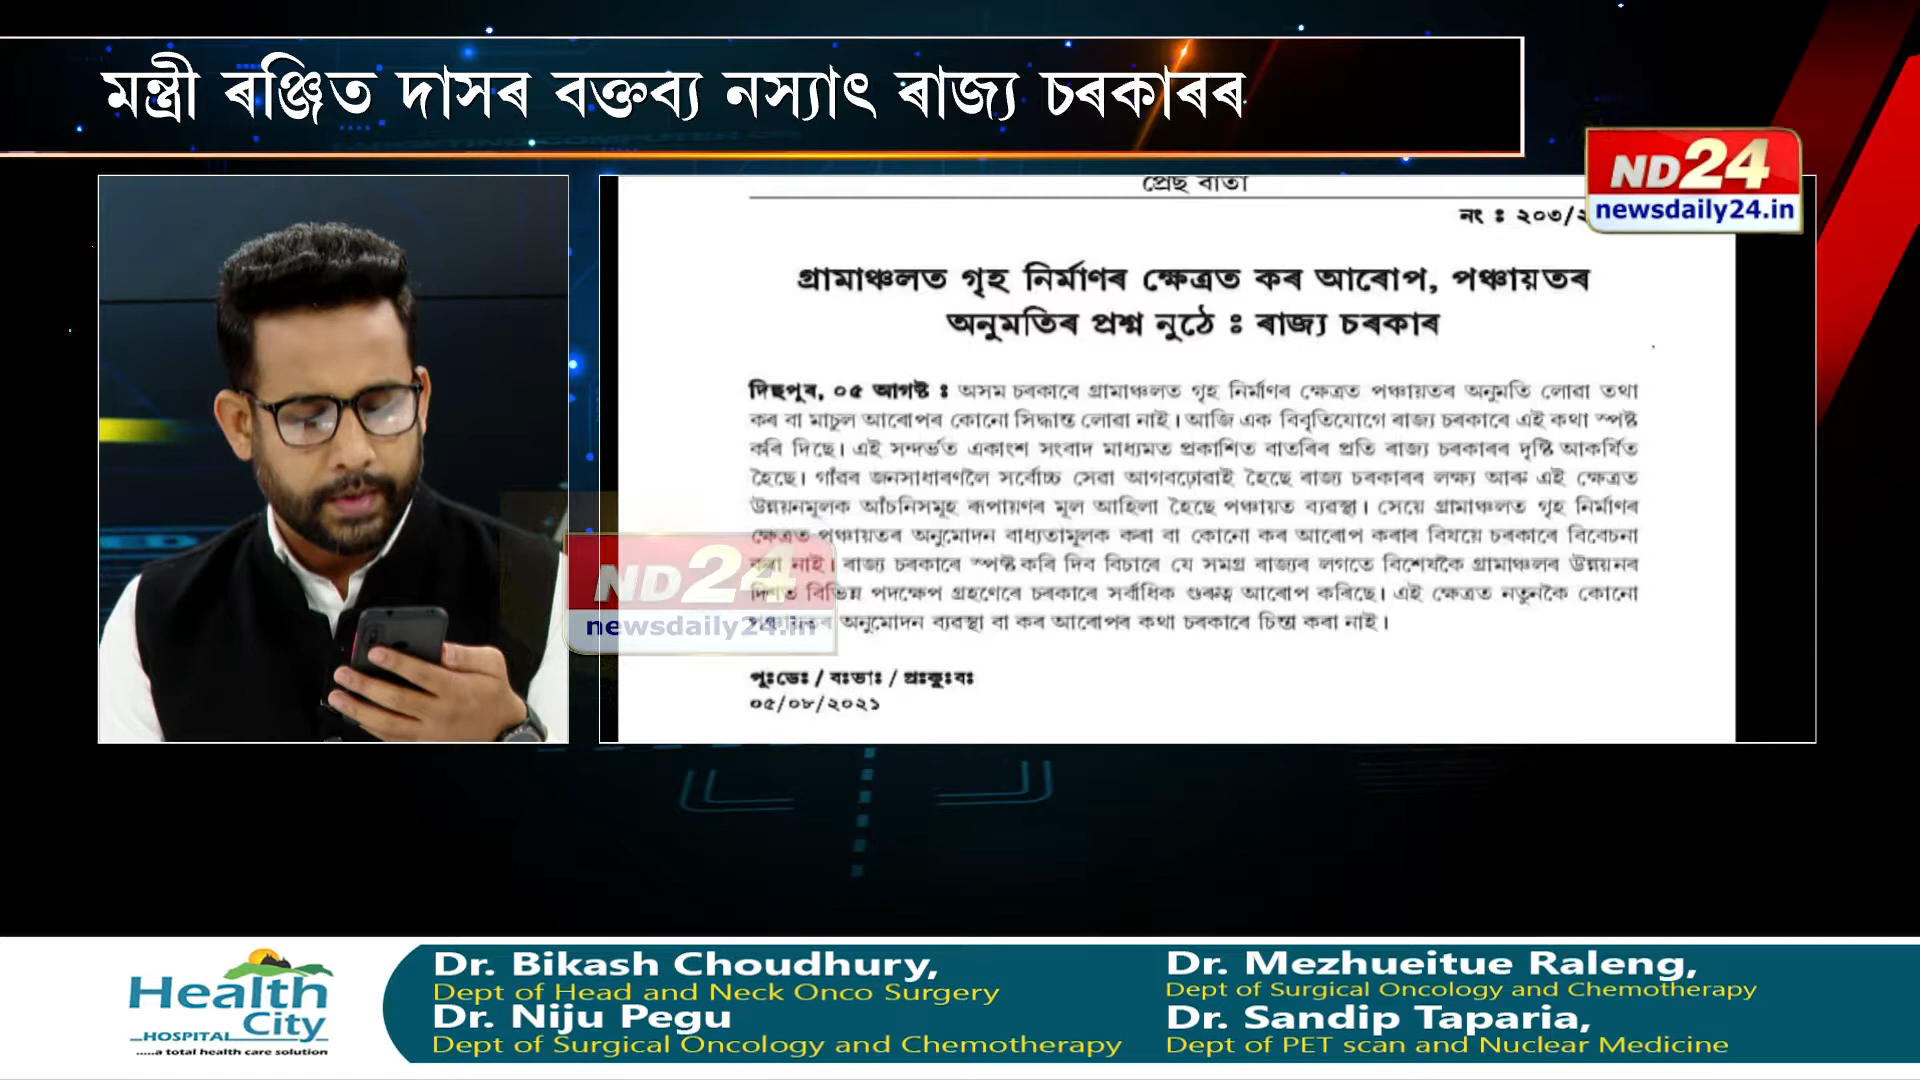 মন্ত্ৰী ৰঞ্জিত দাসৰ বক্তব্য নস্যাৎ ৰাজ্য চৰকাৰৰ
ND24
newsdaily24.in
প্ৰেছ বাৰ্তা
নং ঃ ২০৩/
গ্ৰামাঞ্চলত গৃহ নিৰ্মাণৰ ক্ষেত্ৰত কৰ আৰোপ, পঞ্চায়তৰ
অনুমতিৰ প্ৰশ্ন নুঠে ঃ ৰাজ্য চৰকাৰ
দিছপুৰ, ০৫ আগষ্ট ঃ অসম চৰকাৰে গ্ৰামাঞ্চলত গৃহ নিৰ্মাণৰ ক্ষেত্ৰত পঞ্চায়তৰ অনুমতি লোৱা তথা
কৰ বা মাচুল আৰোপৰ কোনো সিদ্ধান্ত লোৱা নাই। আজি এক বিবৃতিযোগে ৰাজ্য চৰকাৰে এই কথা স্পষ্ট
কৰি দিছে। এই সন্দৰ্ভত একাংশ সংবাদ মাধ্যমত প্ৰকাশিত বাতৰিৰ প্ৰতি ৰাজ্য চৰকাৰৰ দৃষ্টি আকৰ্ষিত
হৈছে। গাঁৱৰ জনসাধাৰণলৈ সৰ্বোচ্চ সেৱা আগবঢ়োৱাই হৈছে ৰাজ্য চৰকাৰৰ লক্ষ্য আৰু এই ক্ষেত্ৰত
উন্নয়নমূলক আঁচনিসমূহ ৰূপায়ণৰ মূল আহিলা হৈছে পঞ্চায়ত ব্যৱস্থা। সেয়ে গ্ৰামাঞ্চলত গৃহ নিৰ্মাণৰ
ক্ষেত্ৰত পঞ্চায়তৰ অনুমোদন বাধ্যতামূলক কৰা বা কোনো কৰ আৰোপ কৰাৰ বিষয়ে চৰকাৰে বিবেচনা
কৰা নাই। ৰাজ্য চৰকাৰে স্পষ্ট কৰি দিব বিচাৰে যে সমগ্ৰ ৰাজ্যৰ লগতে বিশেষকৈ গ্ৰামাঞ্চলৰ উন্নয়নৰ
দিশত বিভিন্ন পদক্ষেপ গ্ৰহণেৰে চৰকাৰে সৰ্বাধিক গুৰুত্ব আৰোপ কৰিছে। এই ক্ষেত্ৰত নতুনকৈ কোনো
অনুমোদন ব্যৱস্থা বা কৰ আৰোপৰ কথা চৰকাৰে চিন্তা কৰা নাই।
ND24
newsdaily24.in
পুঃভেঃ / বঃডাঃ / প্ৰঃকুঃবঃ
০৫/০৮/২০২১
Health
City
HOSPITAL
.....a total health care solution
Dr. Bikash Choudhury,
Dept of Head and Neck Onco Surgery
Dr. Niju Pegu
Dept of Surgical Oncology and Chemotherapy
Dr. Mezhueitue Raleng,
Dept of Surgical Oncology and Chemotherapy
Dr. Sandip Taparia,
Dept of PET scan and Nuclear Medicine